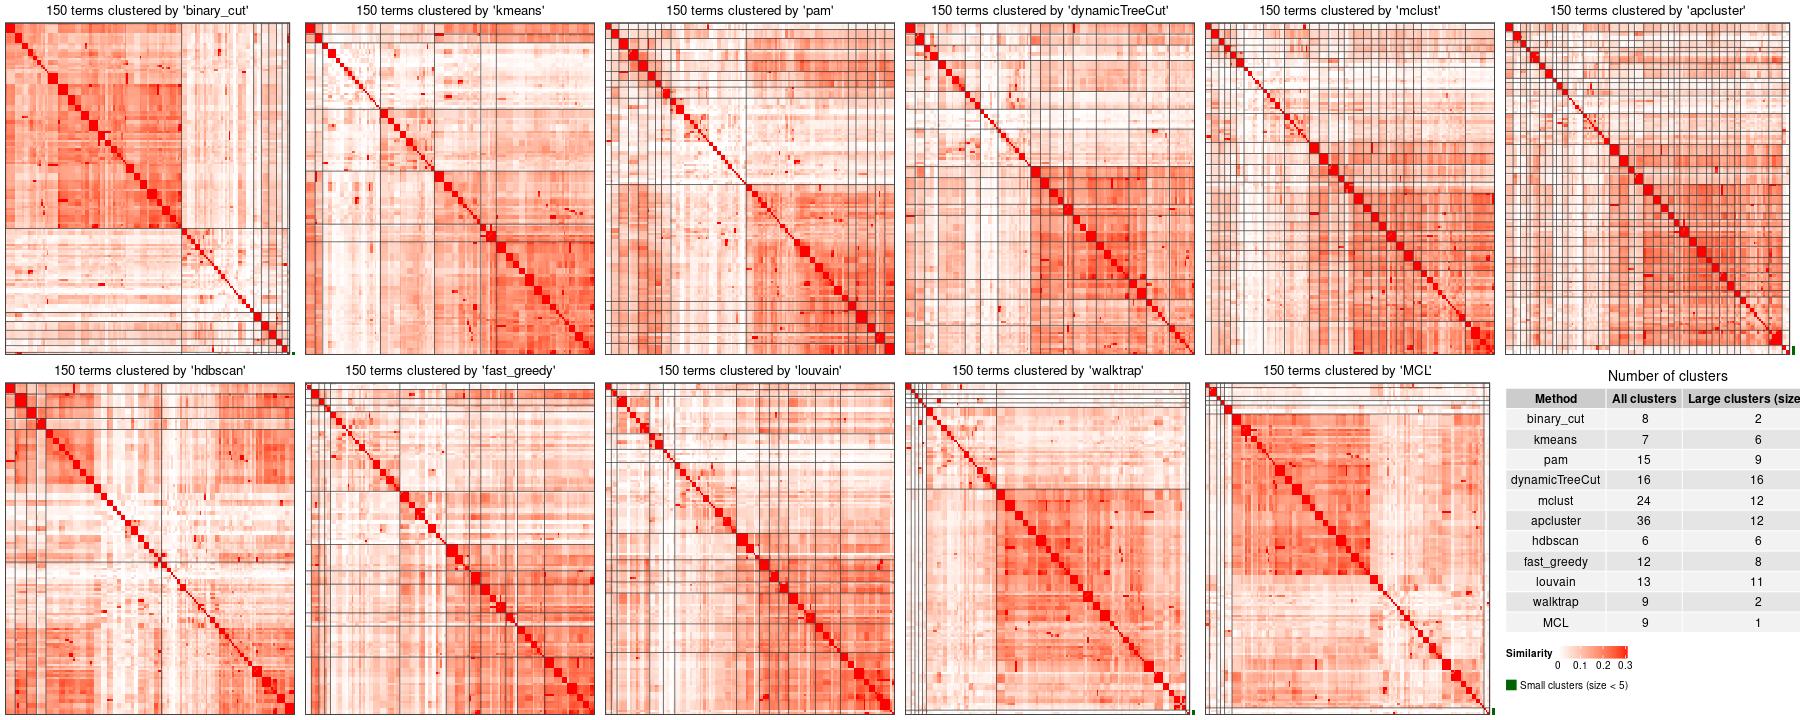 150 terms clustered by 'binary_cut'
150 terms clustered by 'kmeans'
150 terms clustered by 'pam'
150 terms clustered by 'dynamicTreeCut'
150 terms clustered by 'mclust'
150 terms clustered by 'apcluster'
150 terms clustered by 'hdbscan'
150 terms clustered by 'fast_greedy'
150 terms clustered by 'louvain'
150 terms clustered by 'walktrap'
150 terms clustered by 'MCL'
Number of clusters
Method All clusters Large clusters (size
binary_cut 8 2
kmeans 7 6
pam 15 9
dynamicTreeCut 16 16
mclust 24 12
apcluster 36 12
hdbscan 6 6
fast_greedy 12 8
louvain 13 11
walktrap 9 2
MCL 9 1
Similarity
0 0.1 0.2 0.3
Small clusters (size < 5)